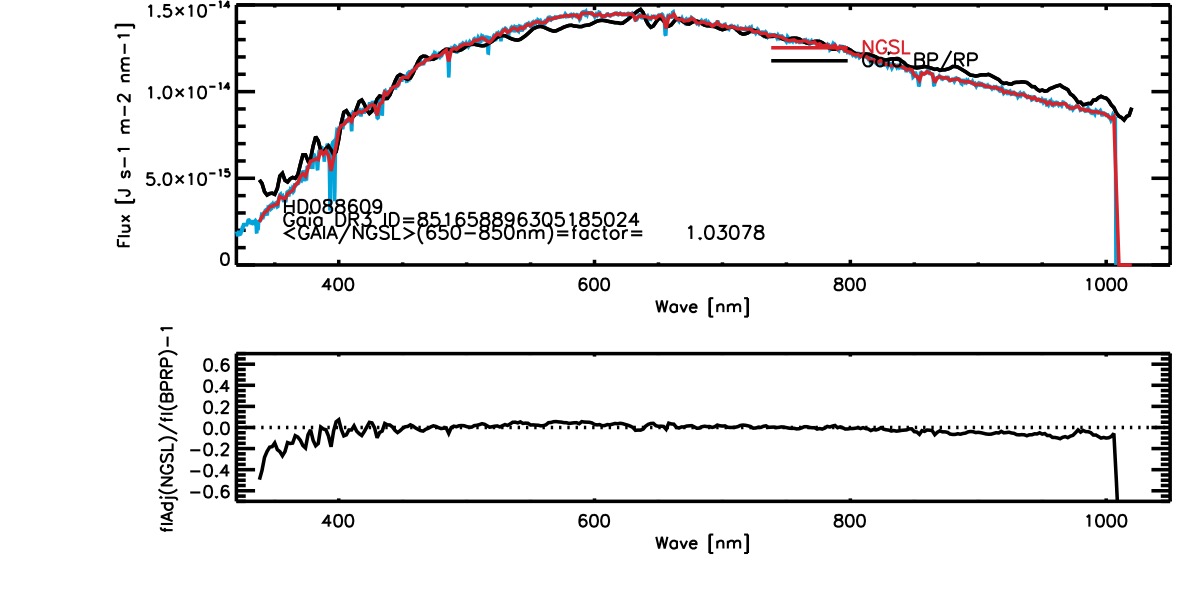 1.5×10−14
1.0×10−14
5.0×10−15
0
Flux [J s−1 m−2 nm−1]
NGSL
Gaia BP/RP
HD088609
Gaia DR3 ID=851658896305185024
<GAIA/NGSL>(650−850nm)=factor= 1.03078
400 600 800 1000
Wave [nm]
flAdj(NGSL)/fl(BPRP)−1
0.6
0.4
0.2
0.0
−0.2
−0.4
−0.6
400 600 800 1000
Wave [nm]